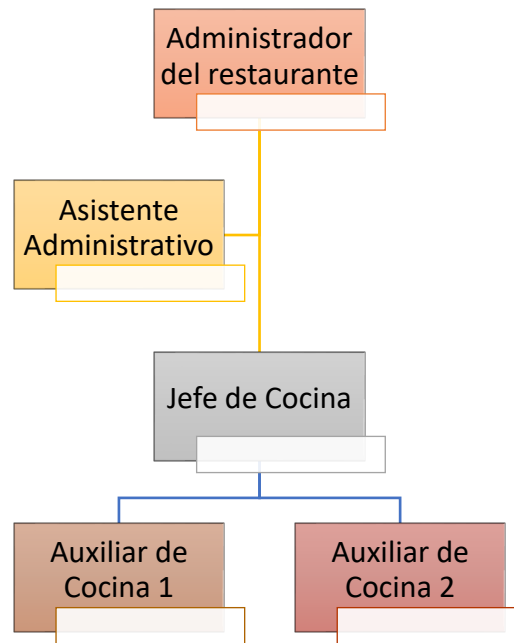 Administrador
del restaurante
Asistente
Administrativo
Jefe de Cocina
Auxiliar de
Cocina 1
Auxiliar de
Cocina 2